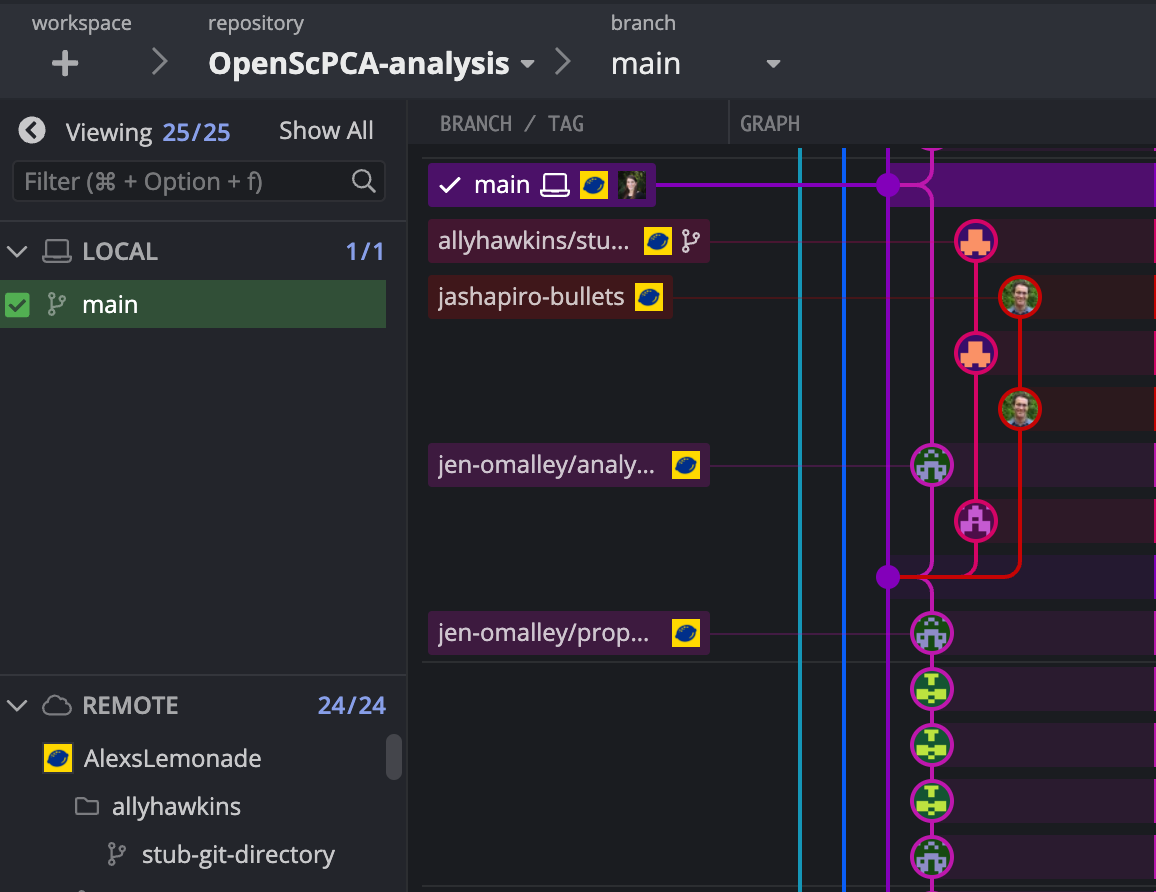 workspace
repository
branch
OpenScPCA-analysis
main
Viewing 25/25
Show All
Filter (⌘ + Option + f)
LOCAL
1/1
main
REMOTE
24/24
AlexsLemonade
allyhawkins
stub-git-directory
BRANCH / TAG
GRAPH
main
allyhawkins/stu...
jashapiro-bullets
jen-omalley/analy...
jen-omalley/prop...